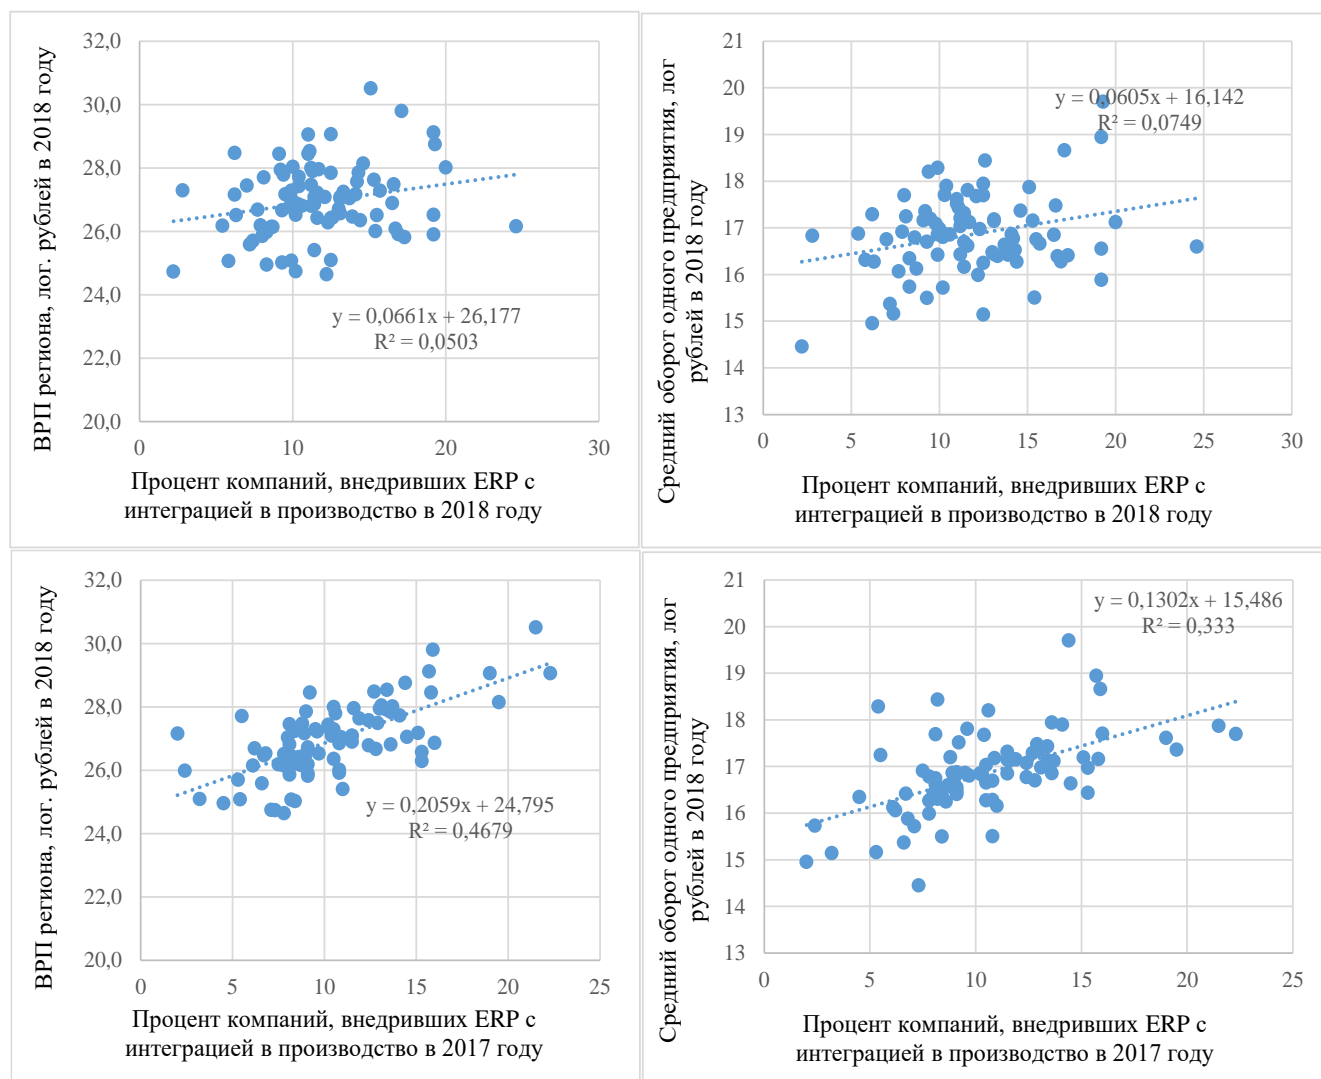 ВРП региона, лог. рублей в 2018 году
32,0
30,0
28,0
26,0
24,0
22,0
20,0
y = 0,0661x + 26,177
R² = 0,0503
0
10
20
30
Процент компаний, внедривших ERP с
интеграцией в производство в 2018 году
Средний оборот одного предприятия, лог
рублей в 2018 году
21
20
19
18
17
16
15
14
13
y = 0,0605x + 16,142
R² = 0,0749
0
5
10
15
20
25
30
Процент компаний, внедривших ERP с
интеграцией в производство в 2018 году
ВРП региона, лог. рублей в 2018 году
32,0
30,0
28,0
26,0
24,0
22,0
20,0
y = 0,2059x + 24,795
R² = 0,4679
0
5
10
15
20
25
Процент компаний, внедривших ERP с
интеграцией в производство в 2017 году
Средний оборот одного предприятия, лог
рублей в 2018 году
21
20
19
18
17
16
15
14
13
y = 0,1302x + 15,486
R² = 0,333
0
5
10
15
20
25
Процент компаний, внедривших ERP с
интеграцией в производство в 2017 году